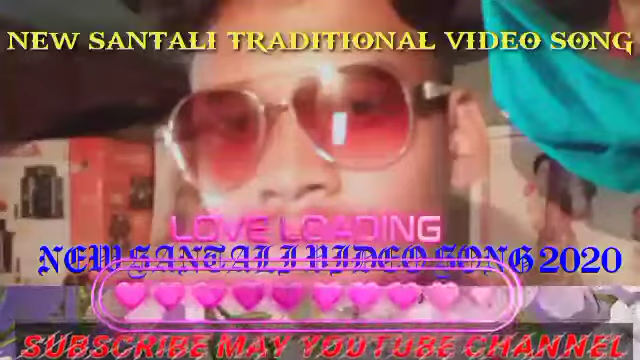 NEW SANTALI TRADITIONAL VIDEO SONG
LOVE LOADING
NEW SANTALI VIDEO SONG 2020
SUBSCRIBE MAY YOUTUBE CHANNEL